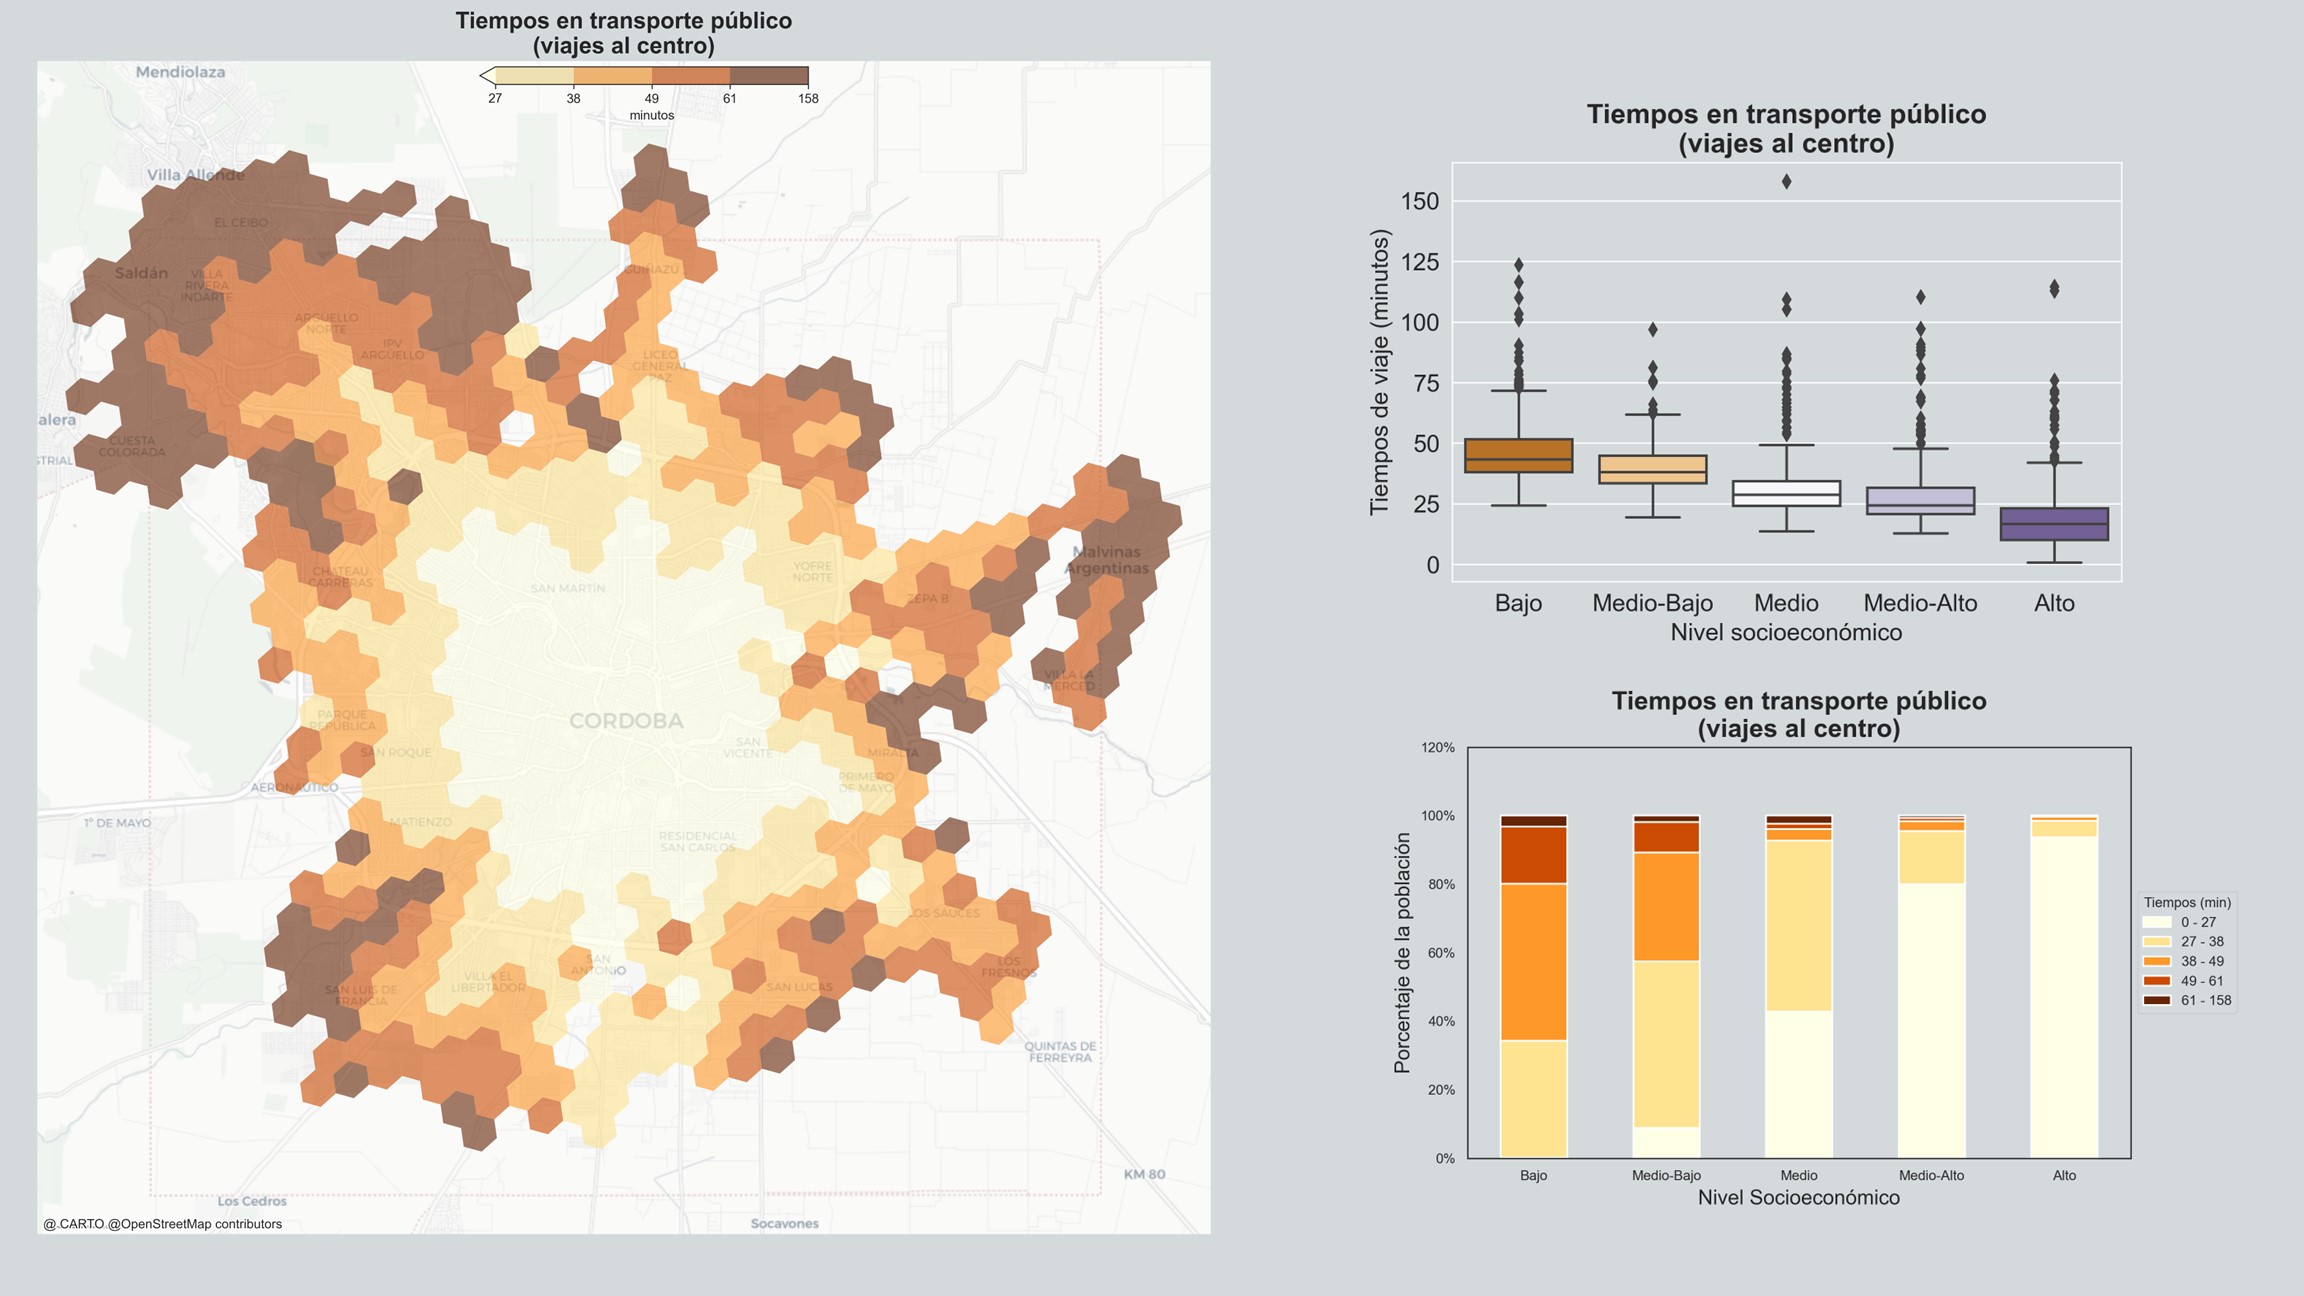 Tiempos en transporte público
(viajes al centro)
27 38 49 61 158
minutos
Mendiolaza
Villa Allende
EL CEIBO
Saldán
VILLA
RIVERA
INDARTE
ARGÜELLO
NORTE
IPV
ARGÜELLO
GUIÑAZÚ
LICEO
GENERAL
PAZ
alera
STRIAL
CUESTA
COLORADA
Malvinas
Argentinas
CHATEAU
CARRERAS
SAN MARTÍN
YOFRE
NORTE
ZEPA B
VILLA LA
MERCED
PARQUE
REPÚBLICA
CORDOBA
SAN ROQUE
SAN
VICENTE
MIRALTA
AERONÁUTICO
PRIMERO
DE MAYO
1º DE MAYO
MATIENZO
RESIDENCIAL
SAN CARLOS
LOS SAUCES
SAN
ANTONIO
LOS
FRESNOS
VILLA EL
LIBERTADOR
SAN LUIS DE
FRANCIA
SAN LUCAS
QUINTAS DE
FERREYRA
KM 80
Los Cedros
Socavones
@ CARTO @OpenStreetMap contributors
Tiempos en transporte público
(viajes al centro)
Tiempos de viaje (minutos)
150
125
100
75
50
25
0
Bajo Medio-Bajo Medio Medio-Alto Alto
Nivel socioeconómico
Tiempos en transporte público
(viajes al centro)
Porcentaje de la población
120%
100%
80%
60%
40%
20%
0%
Bajo Medio-Bajo Medio Medio-Alto Alto
Nivel Socioeconómico
Tiempos (min)
0 - 27
27 - 38
38 - 49
49 - 61
61 - 158